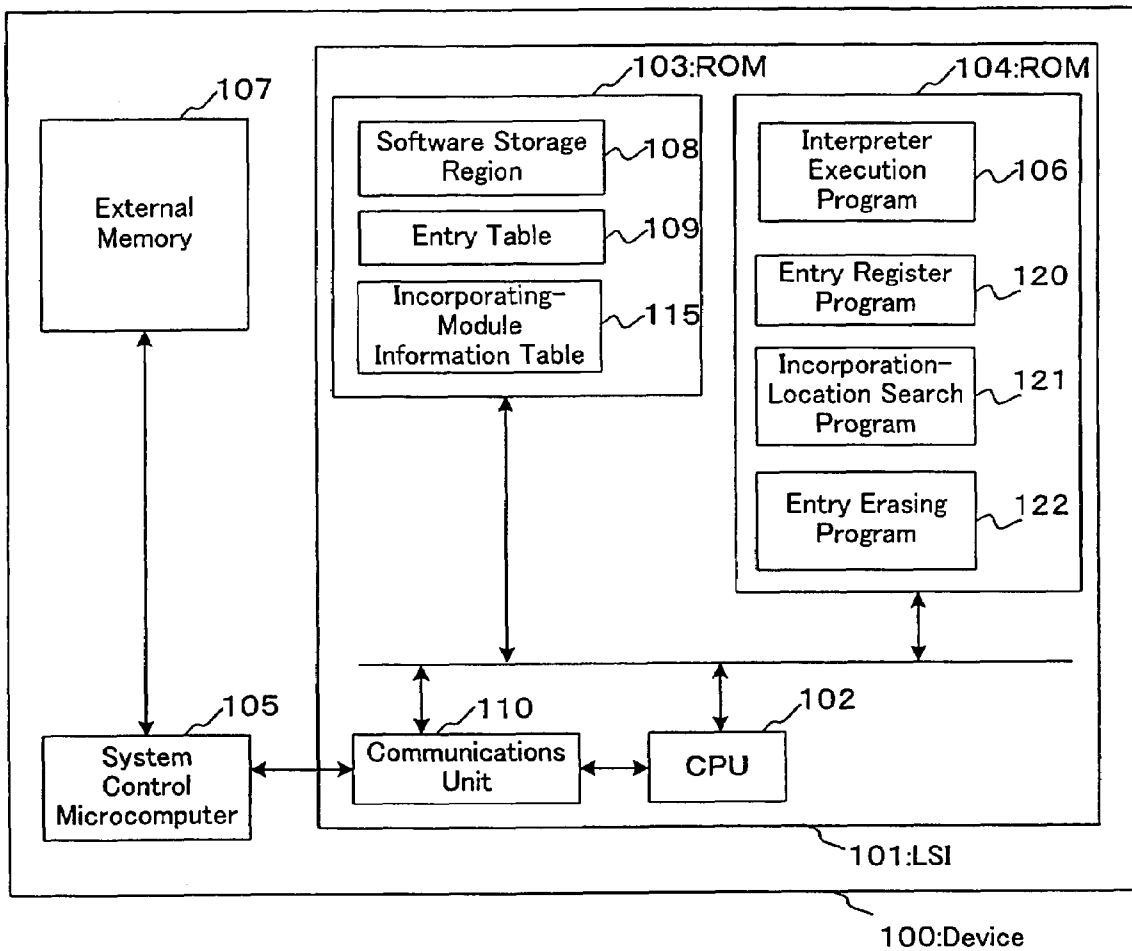 107
External
Memory
103:ROM
Software Storage
Region
108
Entry Table
109
Incorporating-
Module
Information Table
115
104:ROM
Interpreter
Execution
Program
106
Entry Register
Program
120
Incorporation-
Location Search
Program
121
Entry Erasing
Program
122
105
System
Control
Microcomputer
110
Communications
Unit
102
CPU
101:LSI
100:Device